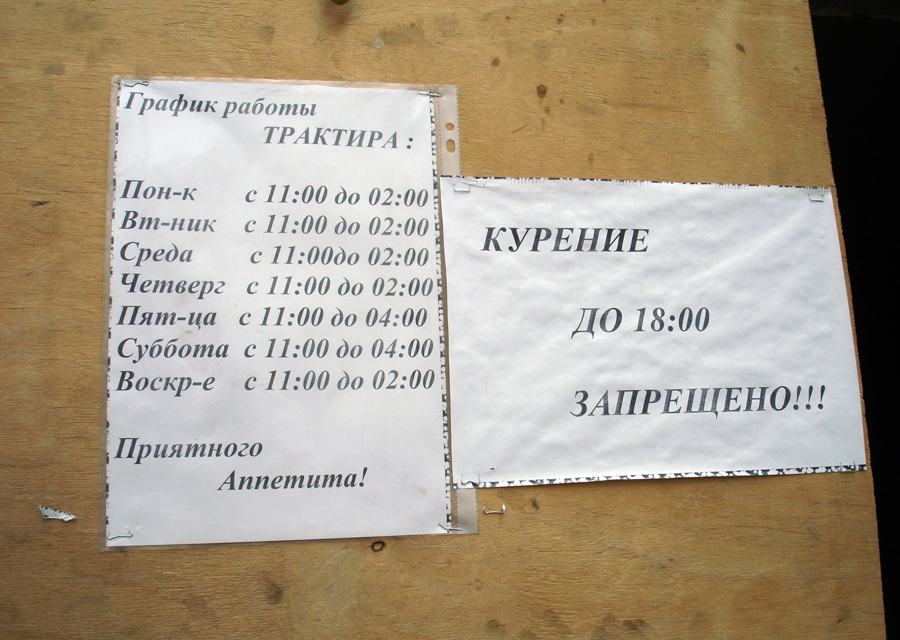 График работы
ТРАКТИРА :
Пон-к с 11:00 до 02:00
Вт-ник с 11:00 до 02:00
Среда с 11:00до 02:00
Четверг с 11:00 до 02:00
Пят-ца с 11:00 до 04:00
Суббота с 11:00 до 04:00
Воскр-е с 11:00 до 02:00
Приятного
Аппетита!
КУРЕНИЕ
ДО 18:00
ЗАПРЕЩЕНО!!!